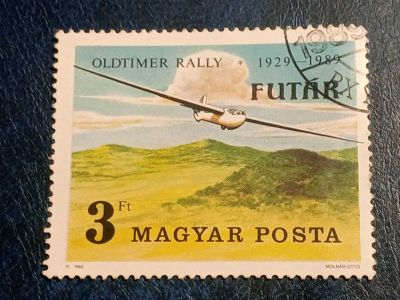 OLDTIMER RALLY * 1929-1989
FUTÁR
3 Ft
MAGYAR POSTA
MOLNÁR OTTÓ